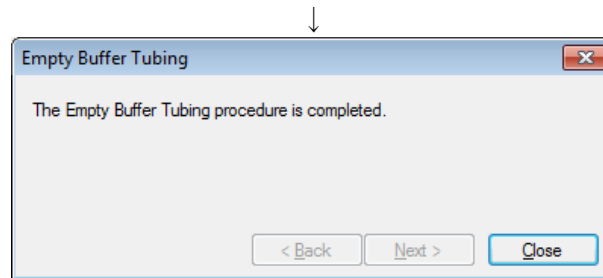 ↓
Empty Buffer Tubing
The Empty Buffer Tubing procedure is completed.
< Back Next > Close